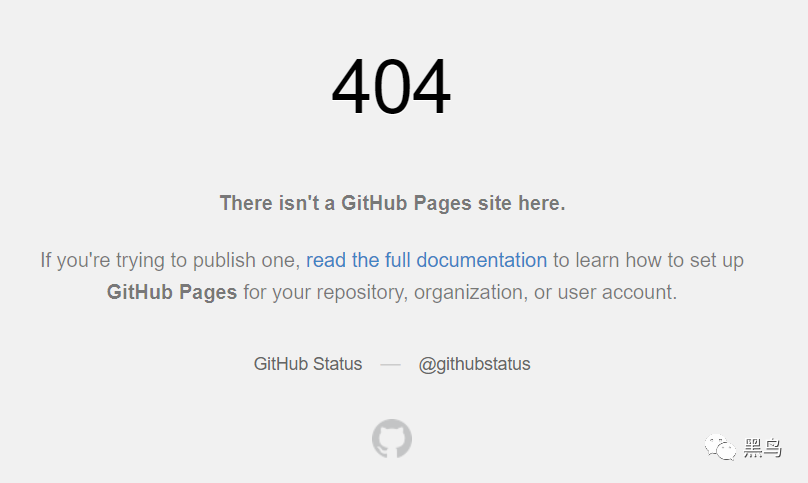 404
There isn't a GitHub Pages site here.
If you're trying to publish one, read the full documentation to learn how to set up
GitHub Pages for your repository, organization, or user account.
GitHub Status — @githubstatus
黑鸟